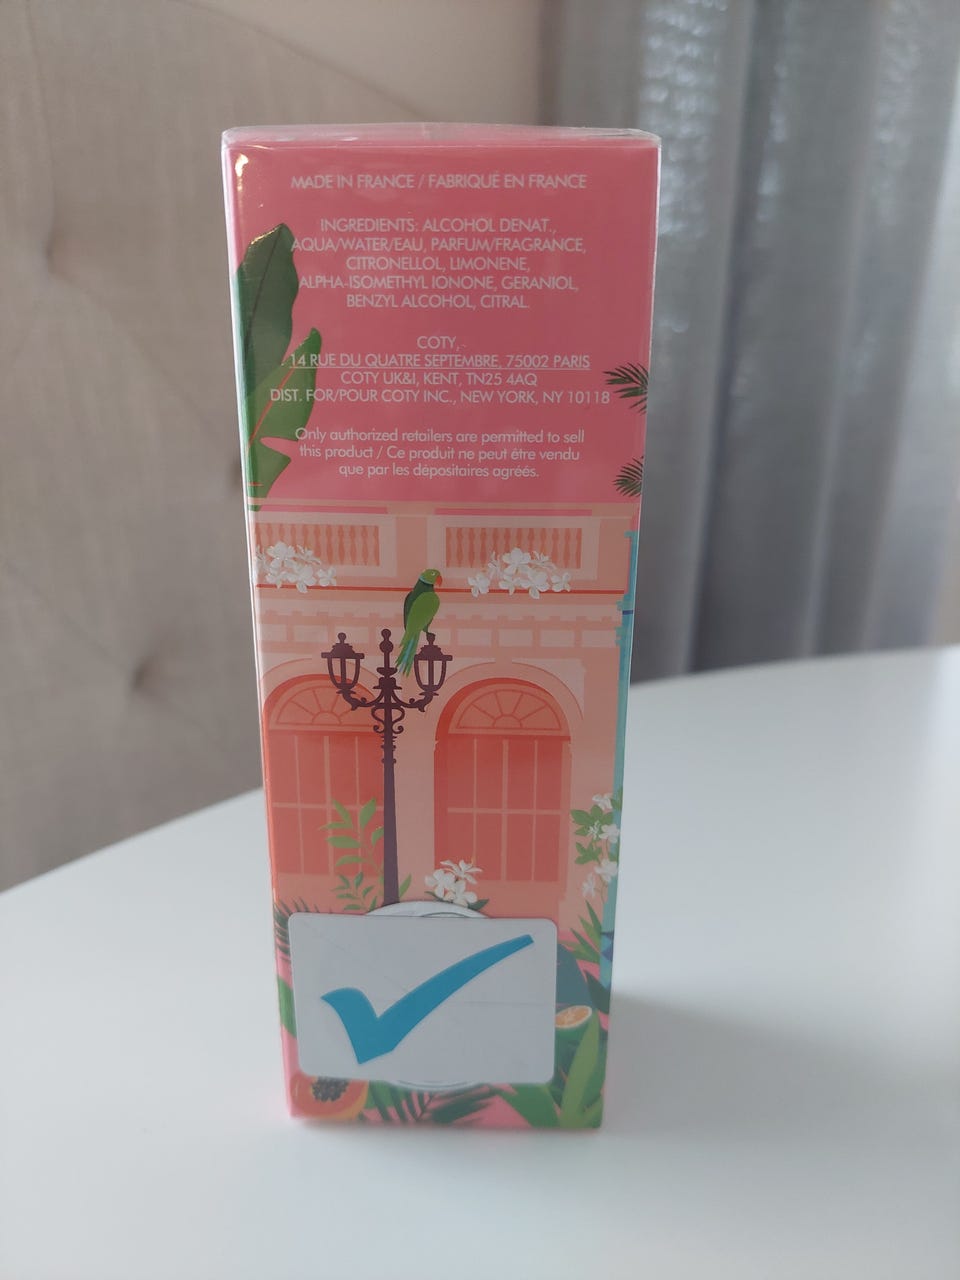 MADE IN FRANCE / FABRIQUÉ EN FRANCE
INGREDIENTS: ALCOHOL DENAT.,
AQUA/WATER/EAU, PARFUM/FRAGRANCE,
CITRONELLOL, LIMONENE,
ALPHA-ISOMETHYL IONONE, GERANIOL,
BENZYL ALCOHOL, CITRAL.
COTY,
14 RUE DU QUATRE SEPTEMBRE, 75002 PARIS
COTY UK&I, KENT, TN25 4AQ
DIST. FOR/POUR COTY INC., NEW YORK, NY 10118
Only authorized retailers are permitted to sell
this product / Ce produit ne peut être vendu
que par les dépositaires agréés.